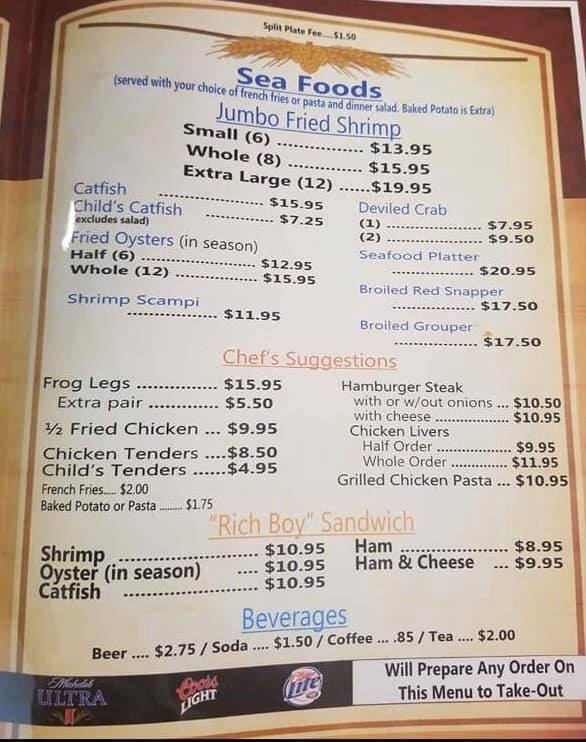 Split Plate Fee....$1.50
Sea Foods
(served with your choice of french fries or pasta and dinner salad. Baked Potato is Extra)
Jumbo Fried Shrimp
Small (6) ................ $13.95
Whole (8) .............. $15.95
Extra Large (12) ......$19.95
Catfish
.................... $15.95
Child's Catfish
............. $7.25
excludes salad)
Fried Oysters (in season)
Half (6) ...................... $12.95
Whole (12) ................ $15.95
Shrimp Scampi
.................. $11.95
Deviled Crab
(1) ................... $7.95
(2) ................... $9.50
Seafood Platter
................ $20.95
Broiled Red Snapper
................ $17.50
Broiled Grouper
................ $17.50
Chef's Suggestions
Frog Legs .............. $15.95
Extra pair ............ $5.50
½ Fried Chicken ... $9.95
Chicken Tenders ....$8.50
Child's Tenders ......$4.95
French Fries..... $2.00
Baked Potato or Pasta ......... $1.75
Hamburger Steak
with or w/out onions ... $10.50
with cheese ................ $10.95
Chicken Livers
Half Order ................ $9.95
Whole Order ............ $11.95
Grilled Chicken Pasta ... $10.95
"Rich Boy" Sandwich
Shrimp ........................ $10.95
Oyster (in season) .... $10.95
Catfish ....................... $10.95
Ham ..................... $8.95
Ham & Cheese ... $9.95
Beverages
Beer .... $2.75 / Soda .... $1.50 / Coffee ... .85 / Tea .... $2.00
Michelob
ULTRA
Coors
LIGHT
Miller
Lite
Will Prepare Any Order On
This Menu to Take-Out